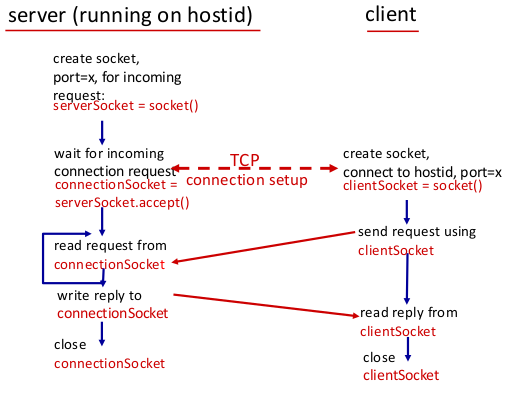 server (running on hostid)
client
create socket,
port=x, for incoming
request:
serverSocket = socket()
wait for incoming
connection request
connectionSocket =
serverSocket.accept()
TCP
connection setup
create socket,
connect to hostid, port=x
clientSocket = socket()
read request from
connectionSocket
send request using
clientSocket
write reply to
connectionSocket
read reply from
clientSocket
close
connectionSocket
close
clientSocket